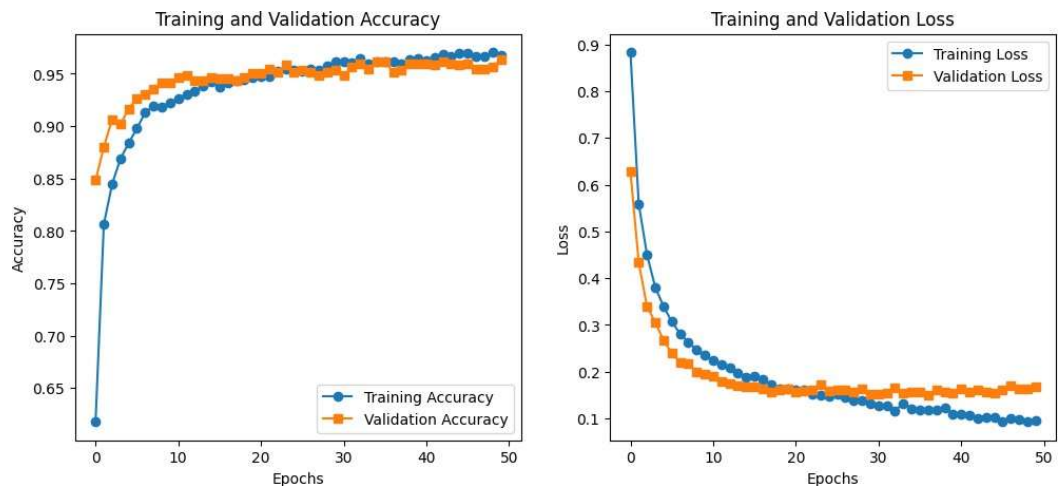 Training and Validation Accuracy
0.95
0.90
0.85
0.80
0.75
0.70
0.65
Accuracy
Training Accuracy
Validation Accuracy
0 10 20 30 40 50
Epochs
Training and Validation Loss
0.9
0.8
0.7
0.6
0.5
0.4
0.3
0.2
0.1
Loss
Training Loss
Validation Loss
0 10 20 30 40 50
Epochs